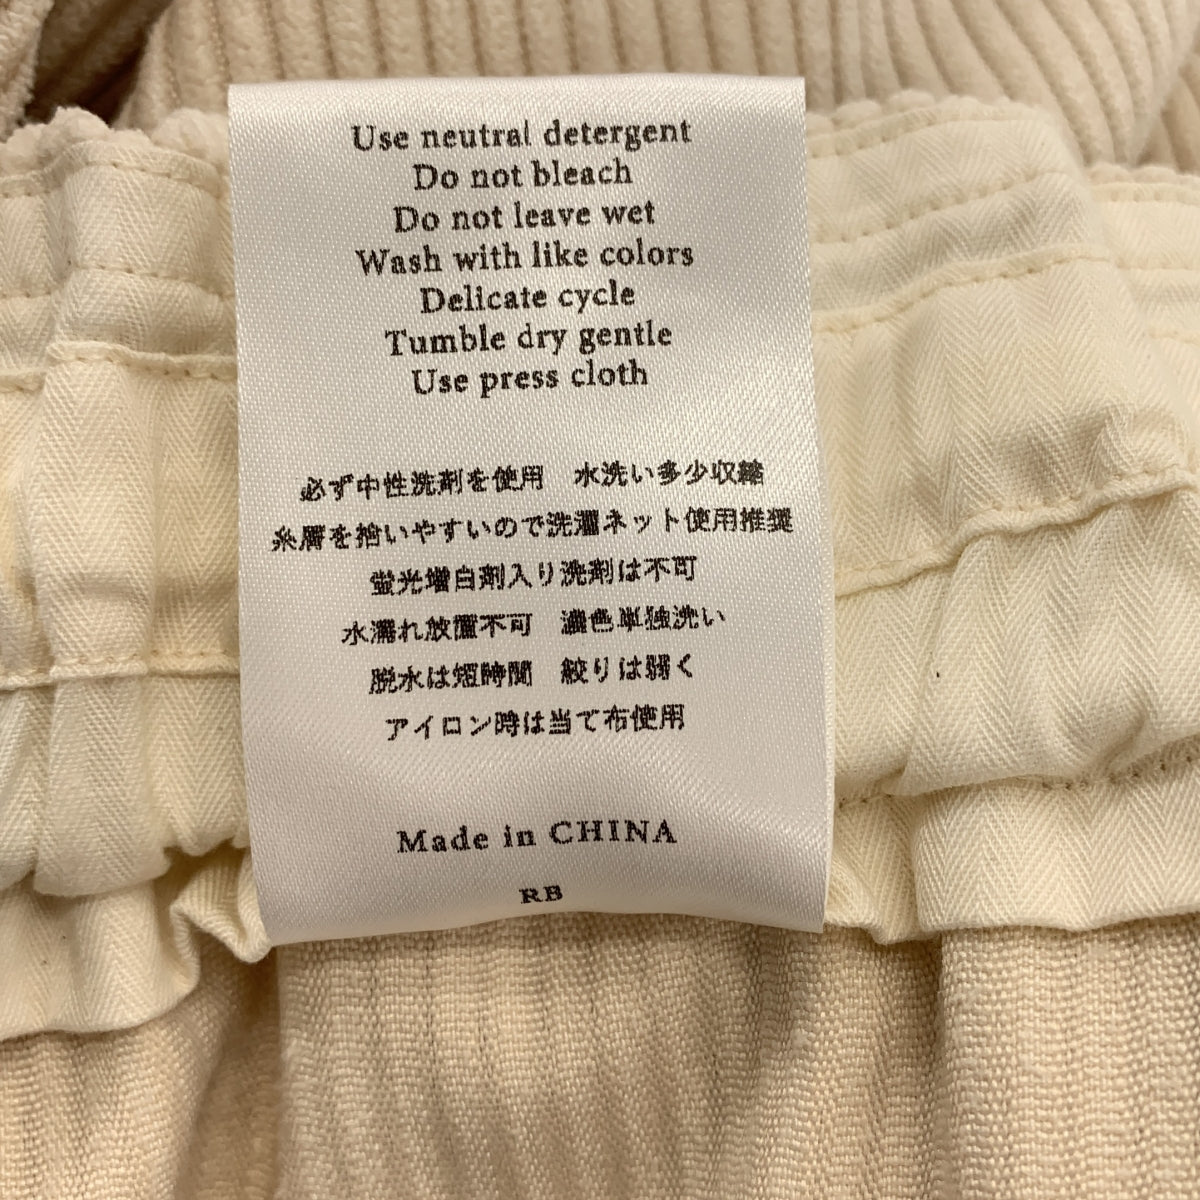 Use neutral detergent
Do not bleach
Do not leave wet
Wash with like colors
Delicate cycle
Tumble dry gentle
Use press cloth
必ず中性洗剤を使用　水洗い多少収縮
糸屑を拾いやすいので洗濯ネット使用推奨
蛍光増白剤入り洗剤は不可
水濡れ放置不可　濃色単独洗い
脱水は短時間　絞りは弱く
アイロン時は当て布使用
Made in CHINA
RB